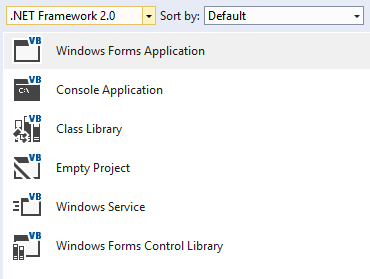 .NET Framework 2.0 Sort by: Default
VB
Windows Forms Application
VB
C:\
Console Application
VB
Class Library
VB
Empty Project
VB
Windows Service
VB
Windows Forms Control Library